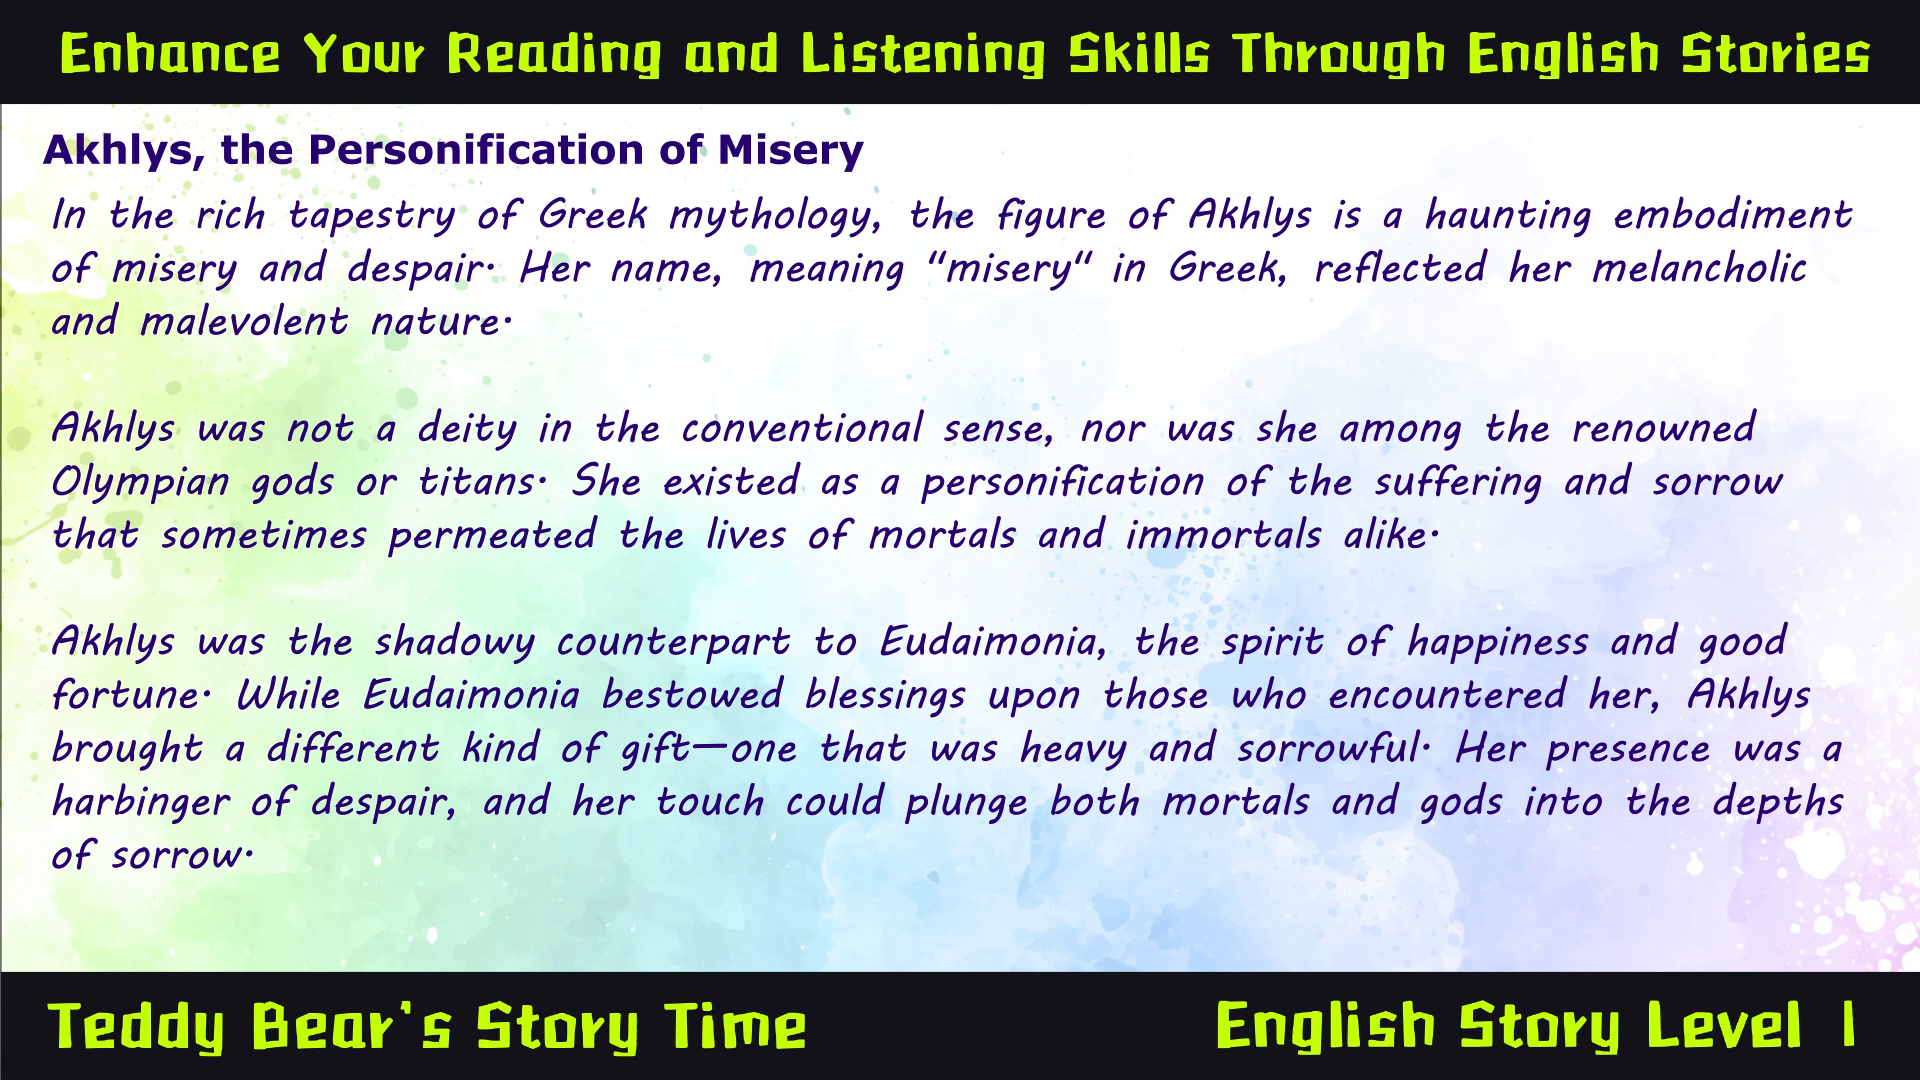 Enhance Your Reading and Listening Skills Through English Stories
Akhlys, the Personification of Misery
In the rich tapestry of Greek mythology, the figure of Akhlys is a haunting embodiment
of misery and despair. Her name, meaning "misery" in Greek, reflected her melancholic
and malevolent nature.
Akhlys was not a deity in the conventional sense, nor was she among the renowned
Olympian gods or titans. She existed as a personification of the suffering and sorrow
that sometimes permeated the lives of mortals and immortals alike.
Akhlys was the shadowy counterpart to Eudaimonia, the spirit of happiness and good
fortune. While Eudaimonia bestowed blessings upon those who encountered her, Akhlys
brought a different kind of gift—one that was heavy and sorrowful. Her presence was a
harbinger of despair, and her touch could plunge both mortals and gods into the depths
of sorrow.
Teddy Bear's Story Time
English Story Level 1